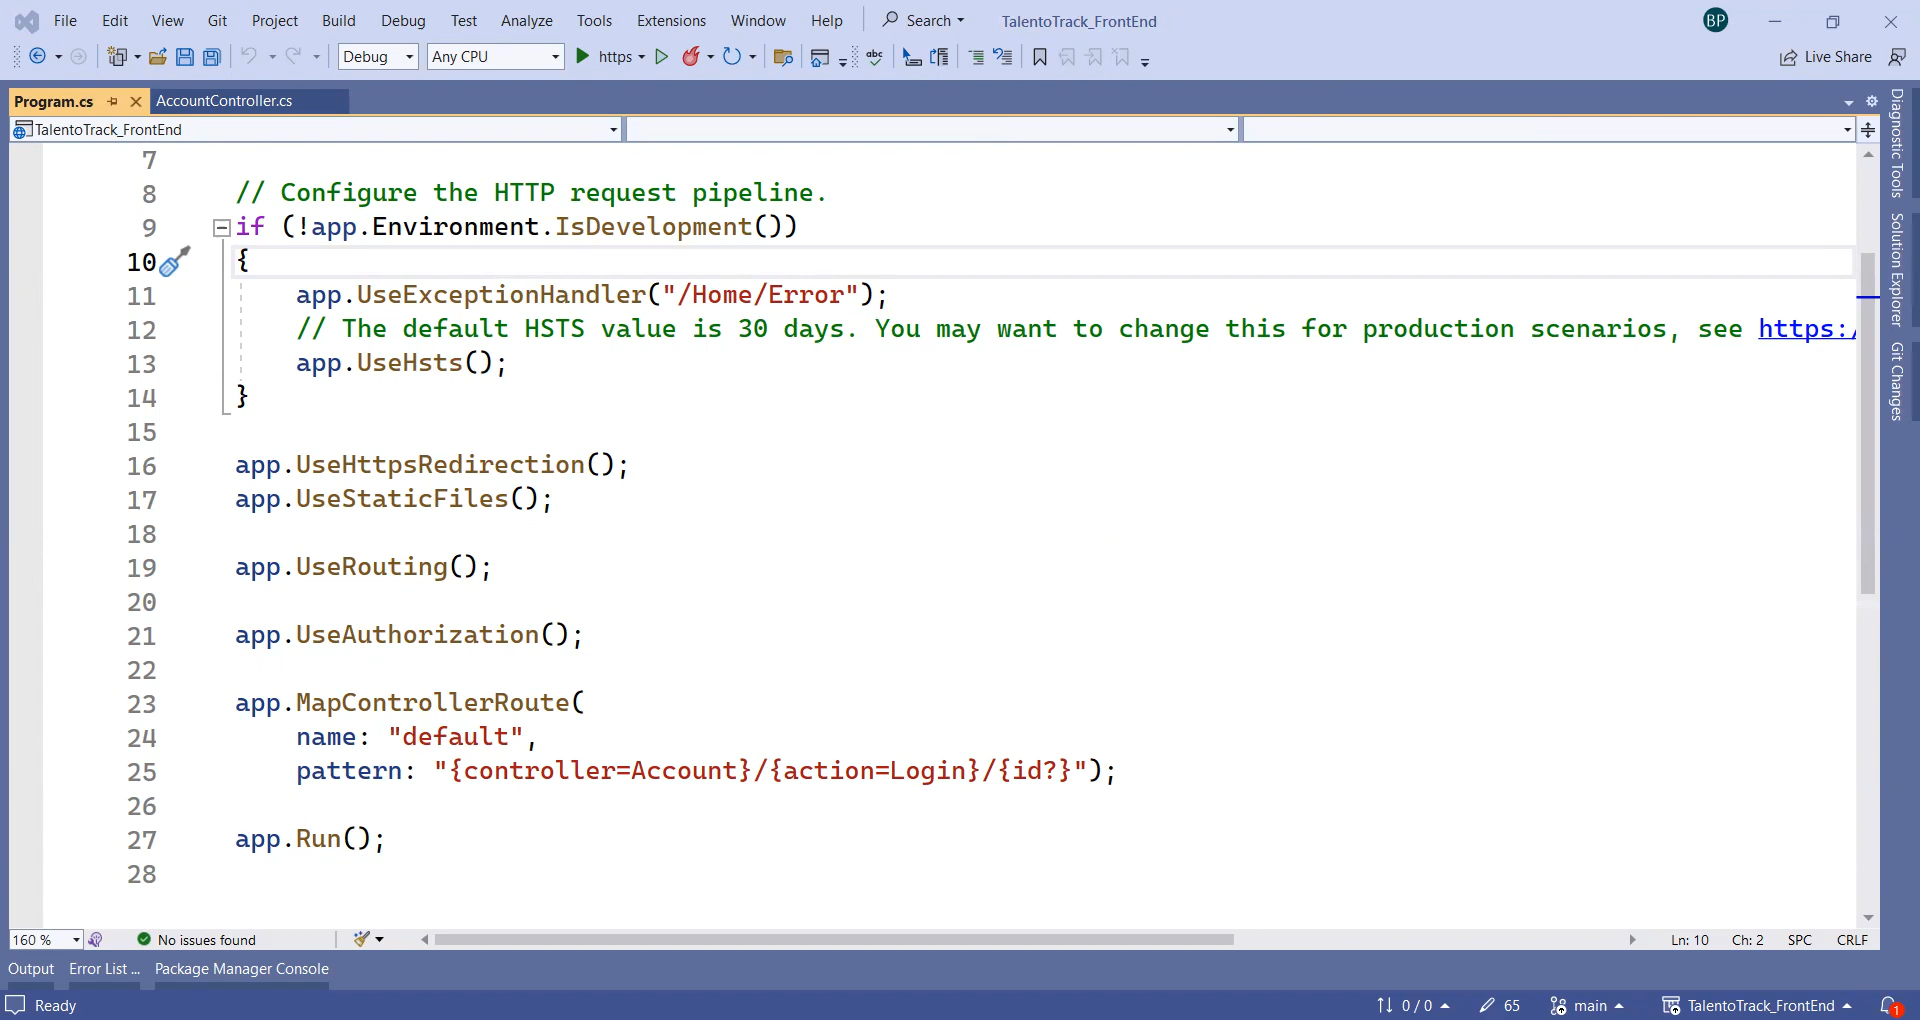 File Edit View Git Project Build Debug Test Analyze Tools Extensions Window Help Search TalentoTrack_FrontEnd BP
Debug Any CPU https abc Live Share
Program.cs AccountController.cs
TalentoTrack_FrontEnd
7
8 // Configure the HTTP request pipeline.
9 if (!app.Environment.IsDevelopment())
10 {
11 app.UseExceptionHandler("/Home/Error");
12 // The default HSTS value is 30 days. You may want to change this for production scenarios, see https:/
13 app.UseHsts();
14 }
15
16 app.UseHttpsRedirection();
17 app.UseStaticFiles();
18
19 app.UseRouting();
20
21 app.UseAuthorization();
22
23 app.MapControllerRoute(
24 name: "default",
25 pattern: "{controller=Account}/{action=Login}/{id?}");
26
27 app.Run();
28
Diagnostic Tools
Solution Explorer
Git Changes
160 % No issues found Ln: 10 Ch: 2 SPC CRLF
Output Error List ... Package Manager Console
Ready 0 / 0 65 main TalentoTrack_FrontEnd 1